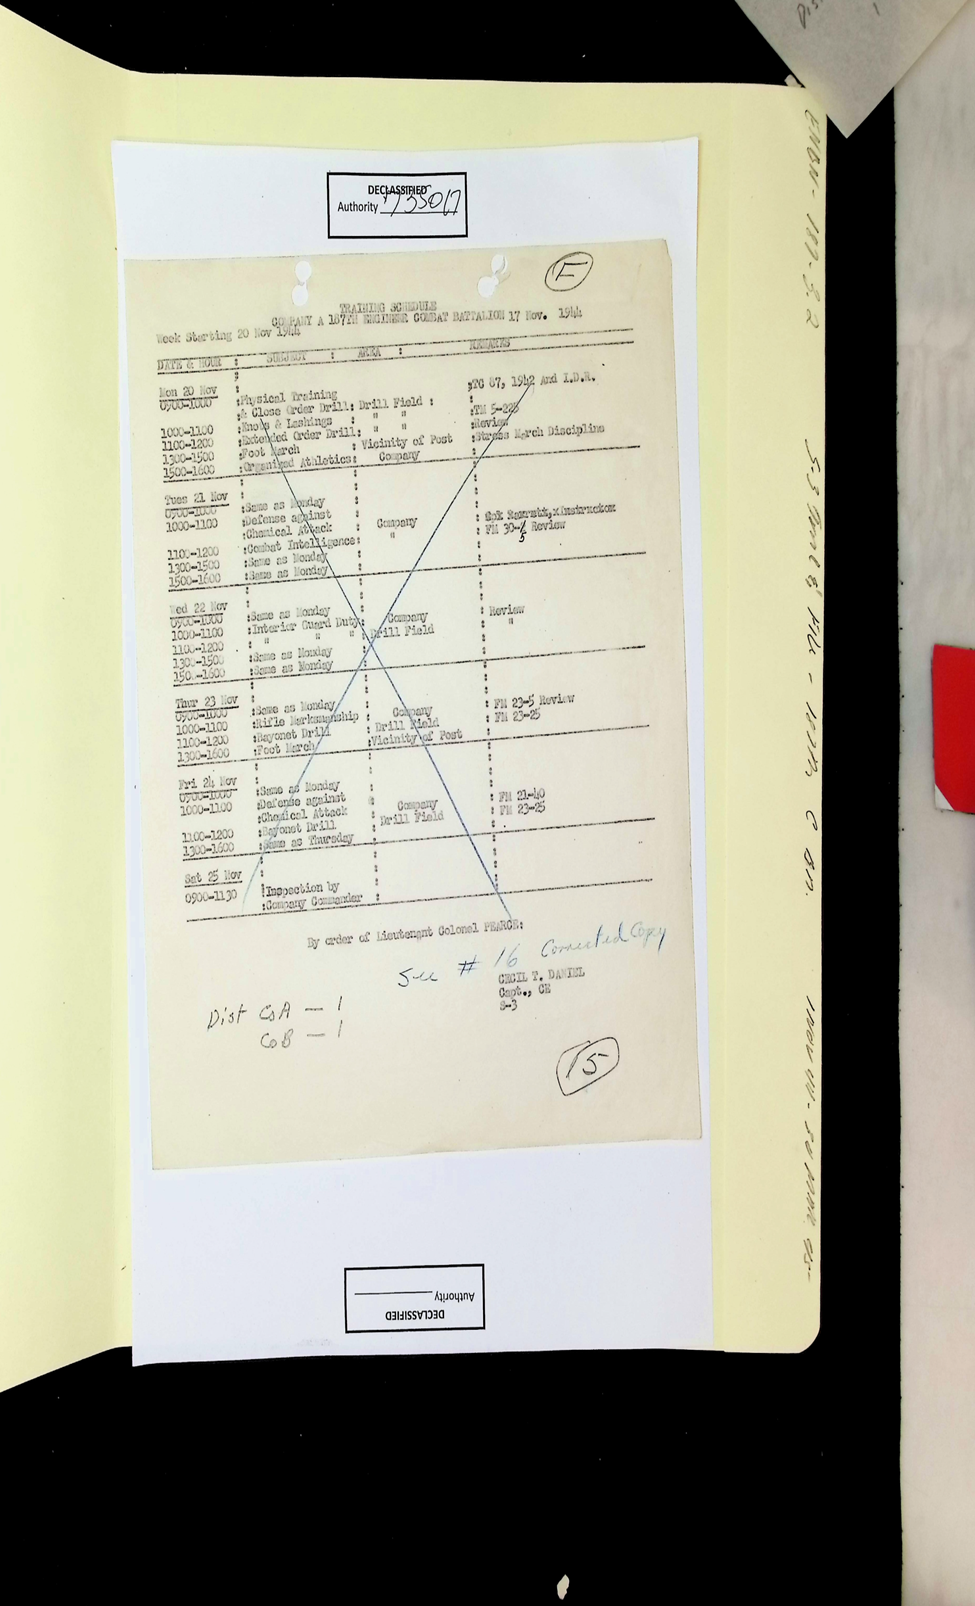 DECLASSIFIED
Authority 735017
E
TRAINING SCHEDULE
COMPANY A 187TH ENGINEER COMBAT BATTALION 17 Nov. 1944
Week Starting 20 Nov 1944
DATE & HOUR : SUBJECT : AREA : REMARKS
Mon 20 Nov
0900-1000 :Physical Training :TC 87, 1942 And I.D.R.
:& Close Order Drill: Drill Field : :
1000-1100 :Knots & Lashings : " " :TM 5-225
1100-1200 :Extended Order Drill: " " :Review
1300-1500 :Foot March : Vicinity of Post :Stress March Discipline
1500-1600 :Organized Athletics: Company
Tues 21 Nov
0900-1000 :Same as Monday
1000-1100 :Defense against
:Chemical Attack : Company
1100-1200 :Combat Intelligence: " : FM 30-5 Review
1300-1500 :Same as Monday
1500-1600 :Same as Monday
Wed 22 Nov
0900-1000 :Same as Monday
1000-1100 :Interior Guard Duty: Company : Review
1100-1200 : " " " :Drill Field : "
1300-1500 :Same as Monday
1500-1600 :Same as Monday
Thur 23 Nov
0900-1000 :Same as Monday
1000-1100 :Rifle Marksmanship : Company : FM 23-5 Review
1100-1200 :Bayonet Drill : Drill Field : FM 23-25
1300-1600 :Foot March :Vicinity of Post
Fri 24 Nov
0900-1000 :Same as Monday
1000-1100 :Defense against
:Chemical Attack : Company : FM 21-40
1100-1200 :Bayonet Drill : Drill Field : FM 23-25
1300-1600 :Same as Thursday
Sat 25 Nov
0900-1130 :Inspection by
:Company Commander :
By order of Lieutenant Colonel PEARCE:
See # 16 Corrected Copy
CECIL T. DANIEL
Capt., CE
S-3
Dist CoA — 1
CoB — 1
15
DECLASSIFIED
Authority
ENBN-187-3.2